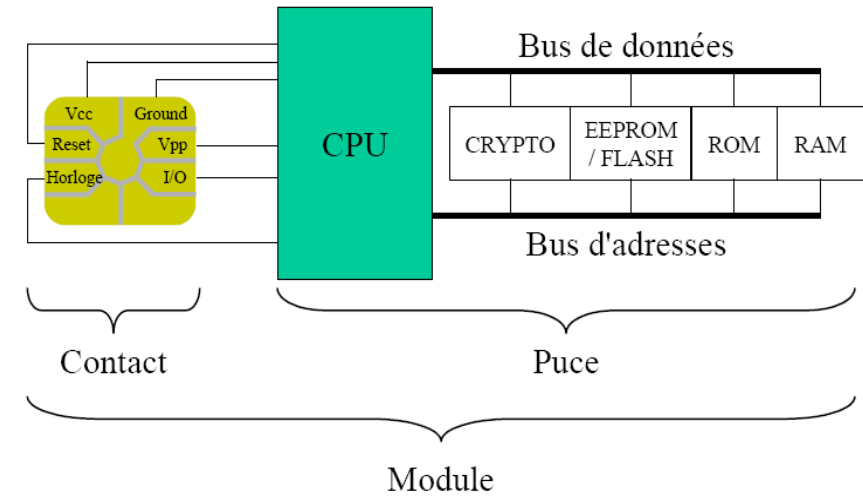 Bus de données
Vcc
Ground
Reset
Vpp
Horloge
I/O
CPU
CRYPTO
EEPROM
/ FLASH
ROM
RAM
Bus d'adresses
Contact
Puce
Module